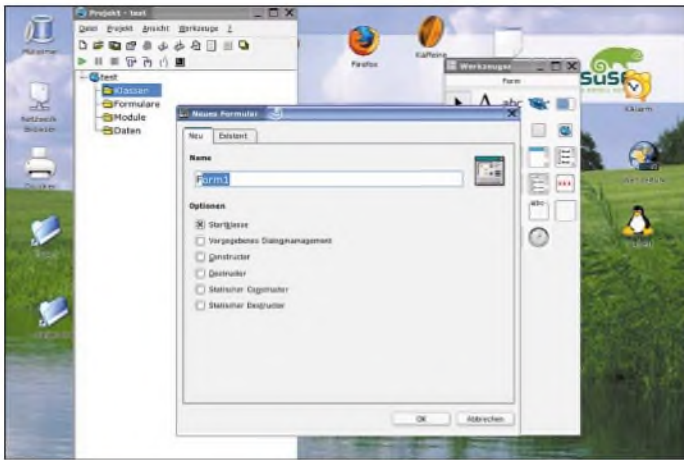 Projekt - test
Datei Projekt Ansicht Werkzeuge ?
test
Klassen
Formulare
Module
Daten
Mülleimer
Netzwerk-
Browser
Drucker
Firefox
Kaffeine
SuSE
KAlarm
Werkzeuge
Form
A abc
Neues Formular
Neu Existent
Name
Form1
Optionen
Startklasse
Vorgegebenes Dialogmanagement
Constructor
Destructor
Statischer Constructor
Statischer Destructor
OK Abbrechen